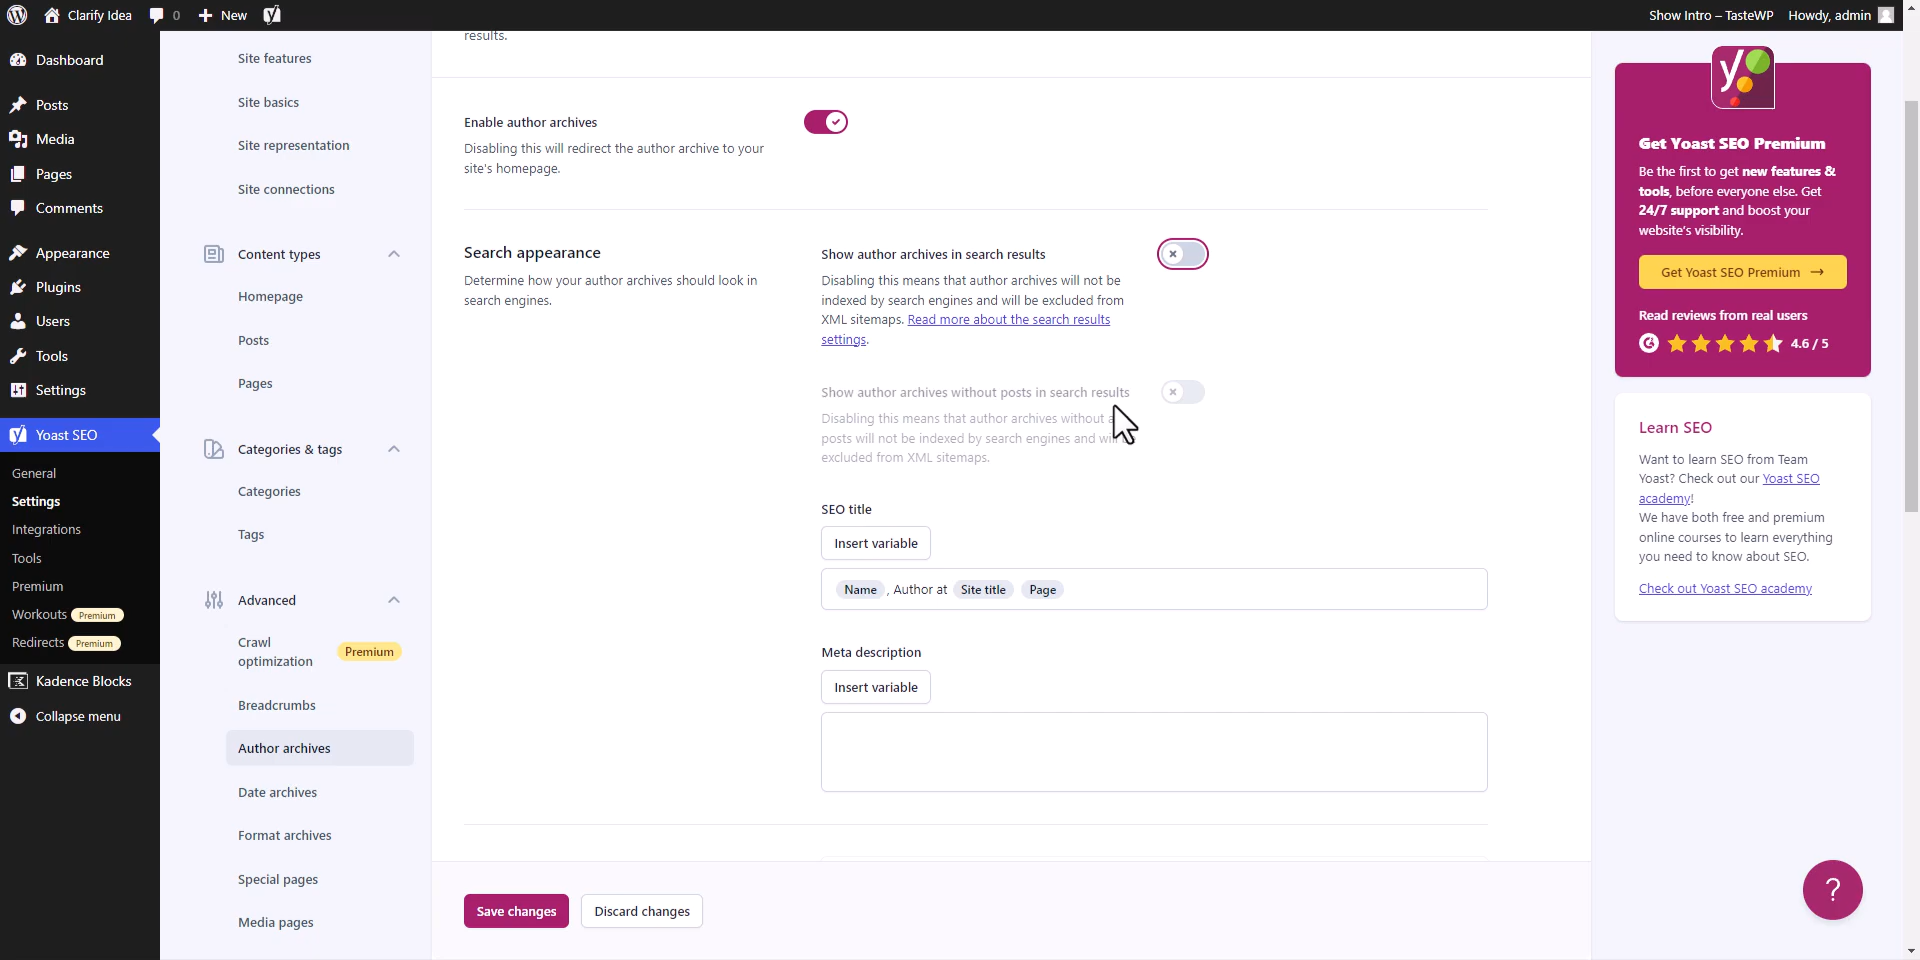 Clarify Idea
0
New
Show Intro – TasteWP
Howdy, admin
Dashboard
Posts
Media
Pages
Comments
Appearance
Plugins
Users
Tools
Settings
Yoast SEO
General
Settings
Integrations
Tools
Premium
Workouts Premium
Redirects Premium
Kadence Blocks
Collapse menu
Site features
Site basics
Site representation
Site connections
Content types
Homepage
Posts
Pages
Categories & tags
Categories
Tags
Advanced
Crawl
optimization
Premium
Breadcrumbs
Author archives
Date archives
Format archives
Special pages
Media pages
results.
Enable author archives
Disabling this will redirect the author archive to your
site's homepage.
Search appearance
Determine how your author archives should look in
search engines.
Show author archives in search results
Disabling this means that author archives will not be
indexed by search engines and will be excluded from
XML sitemaps. Read more about the search results
settings.
Show author archives without posts in search results
Disabling this means that author archives without
posts will not be indexed by search engines and
excluded from XML sitemaps.
SEO title
Insert variable
Name , Author at Site title Page
Meta description
Insert variable
Save changes
Discard changes
Get Yoast SEO Premium
Be the first to get new features &
tools, before everyone else. Get
24/7 support and boost your
website's visibility.
Get Yoast SEO Premium →
Read reviews from real users
4.6 / 5
Learn SEO
Want to learn SEO from Team
Yoast? Check out our Yoast SEO
academy!
We have both free and premium
online courses to learn everything
you need to know about SEO.
Check out Yoast SEO academy
?